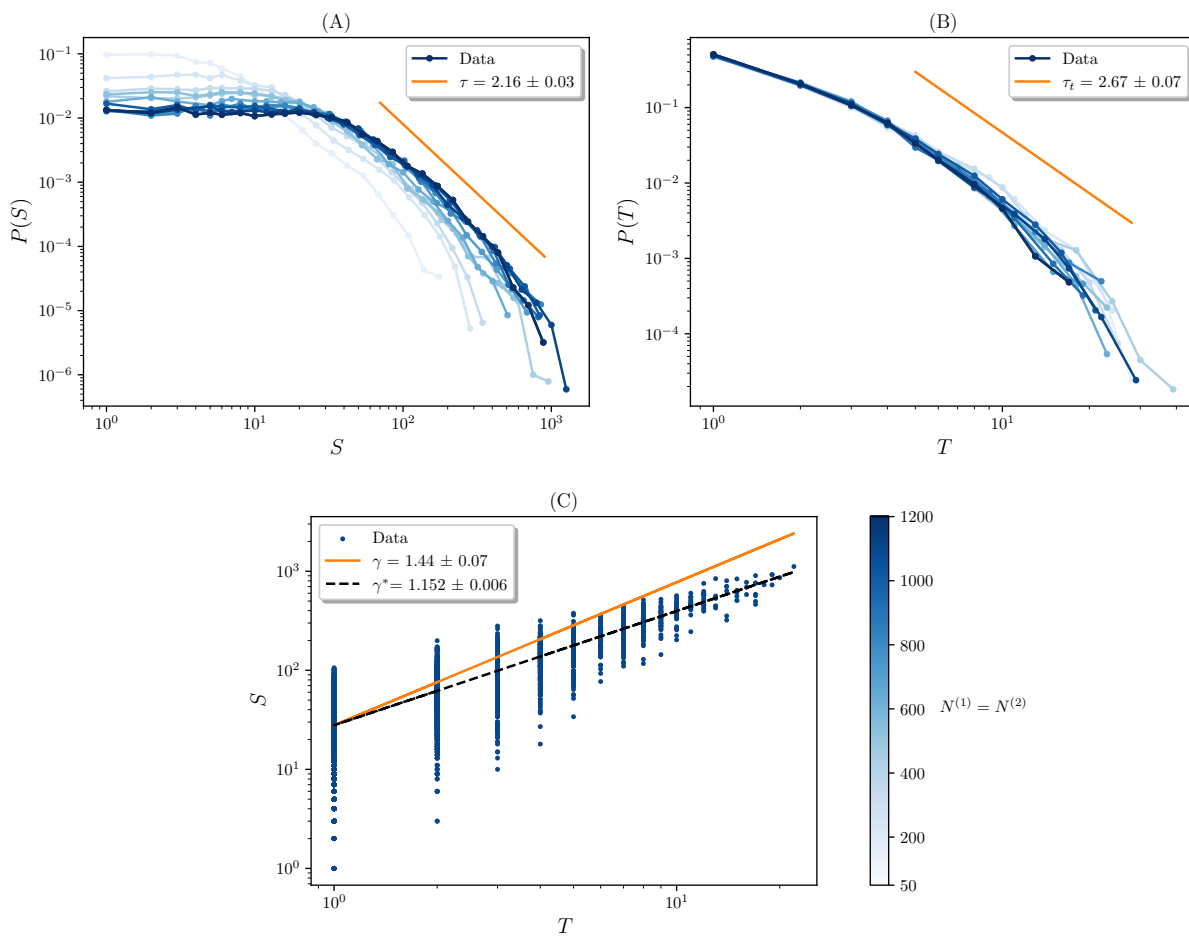 (A)
10^{-1}
10^{-2}
10^{-3}
10^{-4}
10^{-5}
10^{-6}
P(S)
10^0
10^1
10^2
10^3
S
Data
τ = 2.16 ± 0.03
(B)
10^{-1}
10^{-2}
10^{-3}
10^{-4}
P(T)
10^0
10^1
T
Data
τ_t = 2.67 ± 0.07
(C)
10^3
10^2
10^1
10^0
S
10^0
10^1
T
Data
γ = 1.44 ± 0.07
γ*= 1.152 ± 0.006
1200
1000
800
600
400
200
50
N^{(1)} = N^{(2)}